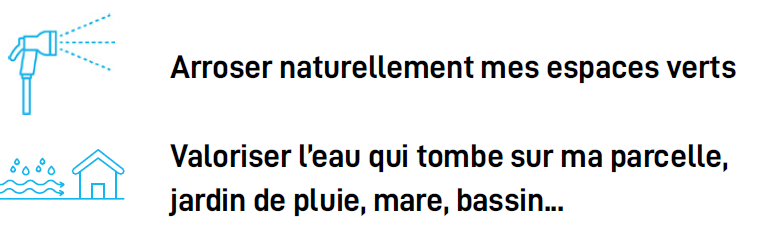 Arroser naturellement mes espaces verts
Valoriser l’eau qui tombe sur ma parcelle,
jardin de pluie, mare, bassin...